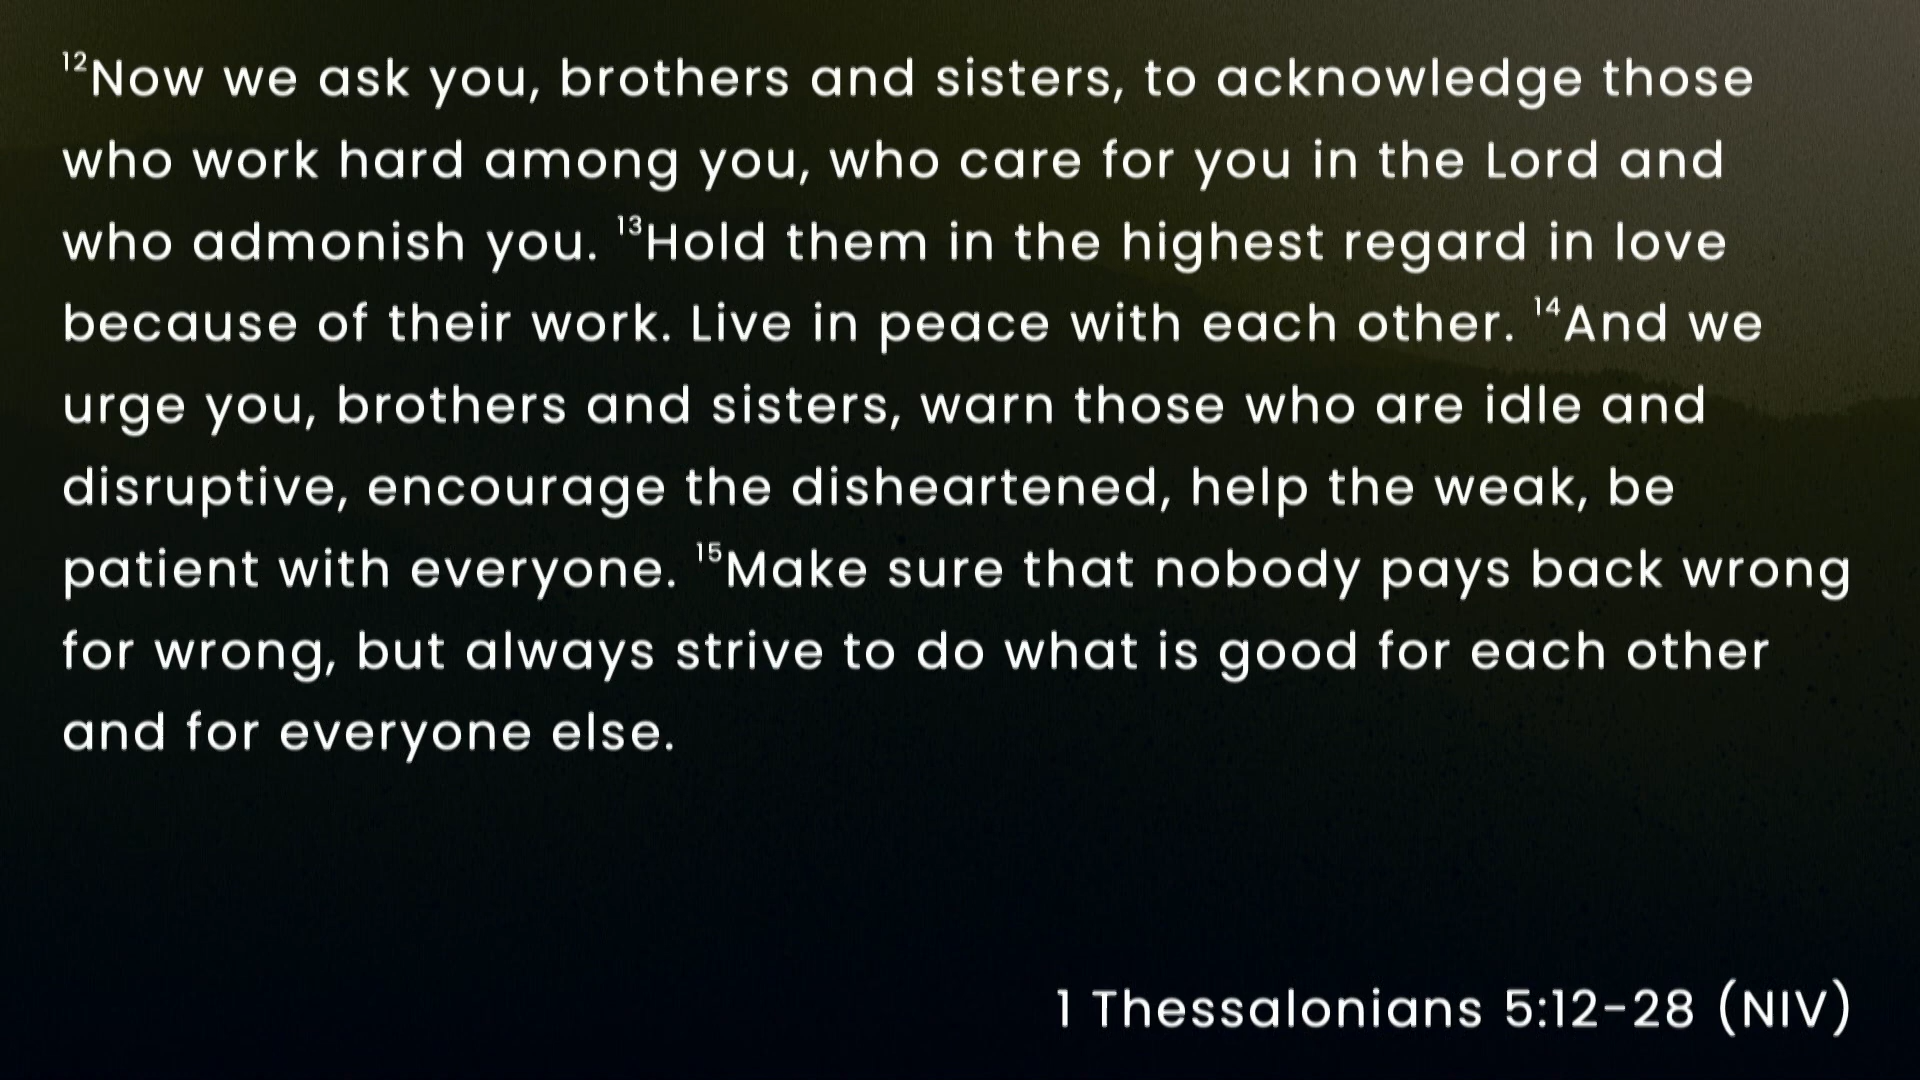 ¹²Now we ask you, brothers and sisters, to acknowledge those
who work hard among you, who care for you in the Lord and
who admonish you. ¹³Hold them in the highest regard in love
because of their work. Live in peace with each other. ¹⁴And we
urge you, brothers and sisters, warn those who are idle and
disruptive, encourage the disheartened, help the weak, be
patient with everyone. ¹⁵Make sure that nobody pays back wrong
for wrong, but always strive to do what is good for each other
and for everyone else.
1 Thessalonians 5:12-28 (NIV)